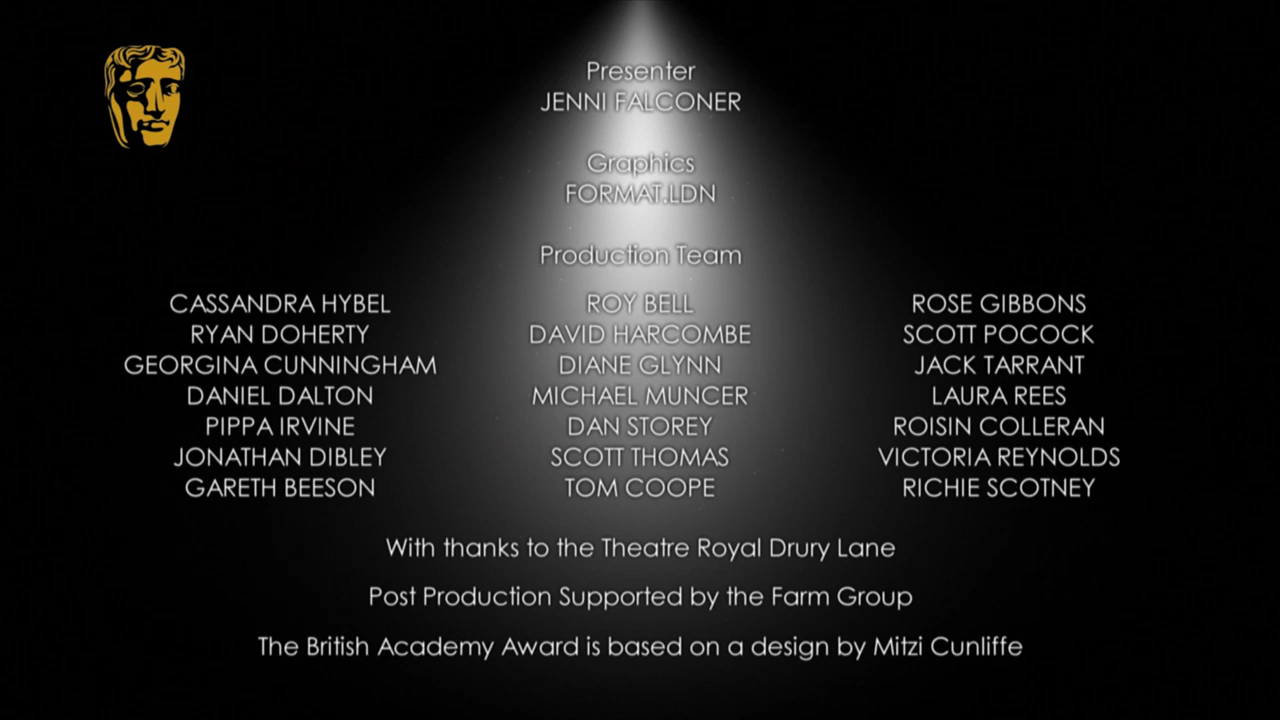 Presenter
JENNI FALCONER
Graphics
FORMAT.LDN
Production Team
CASSANDRA HYBEL ROY BELL ROSE GIBBONS
RYAN DOHERTY DAVID HARCOMBE SCOTT POCOCK
GEORGINA CUNNINGHAM DIANE GLYNN JACK TARRANT
DANIEL DALTON MICHAEL MUNCER LAURA REES
PIPPA IRVINE DAN STOREY ROISIN COLLERAN
JONATHAN DIBLEY SCOTT THOMAS VICTORIA REYNOLDS
GARETH BEESON TOM COOPE RICHIE SCOTNEY
With thanks to the Theatre Royal Drury Lane
Post Production Supported by the Farm Group
The British Academy Award is based on a design by Mitzi Cunliffe